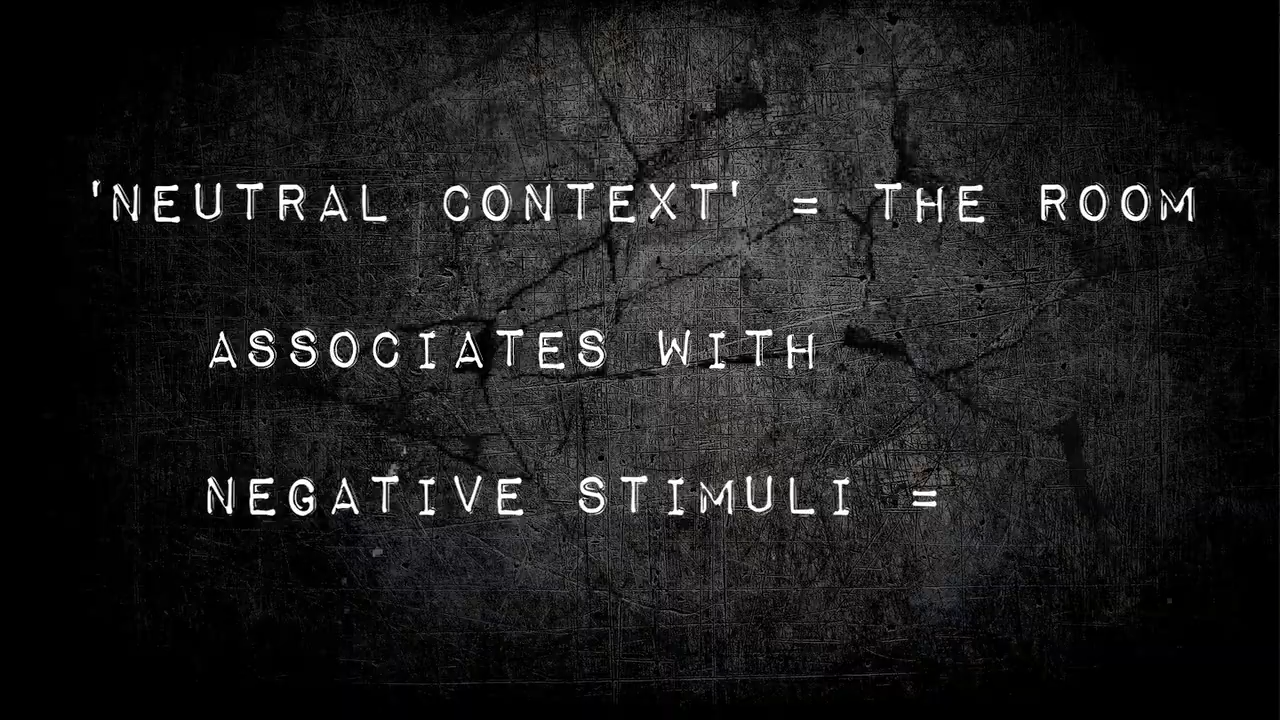 'NEUTRAL CONTEXT' = THE ROOM
ASSOCIATES WITH
NEGATIVE STIMULI =